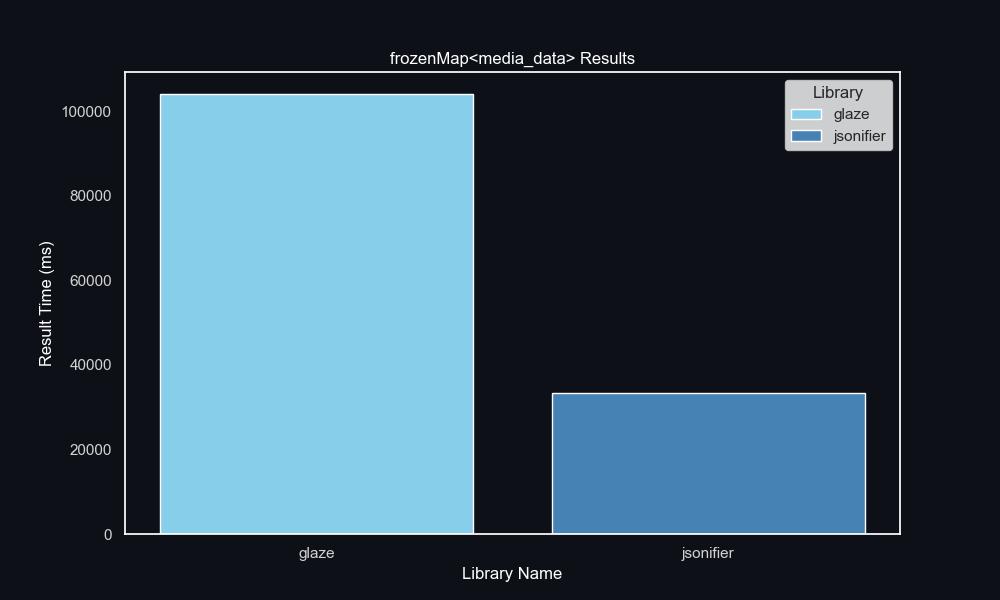 frozenMap<media_data> Results
Library
glaze
jsonifier
Result Time (ms)
100000
80000
60000
40000
20000
0
glaze
jsonifier
Library Name